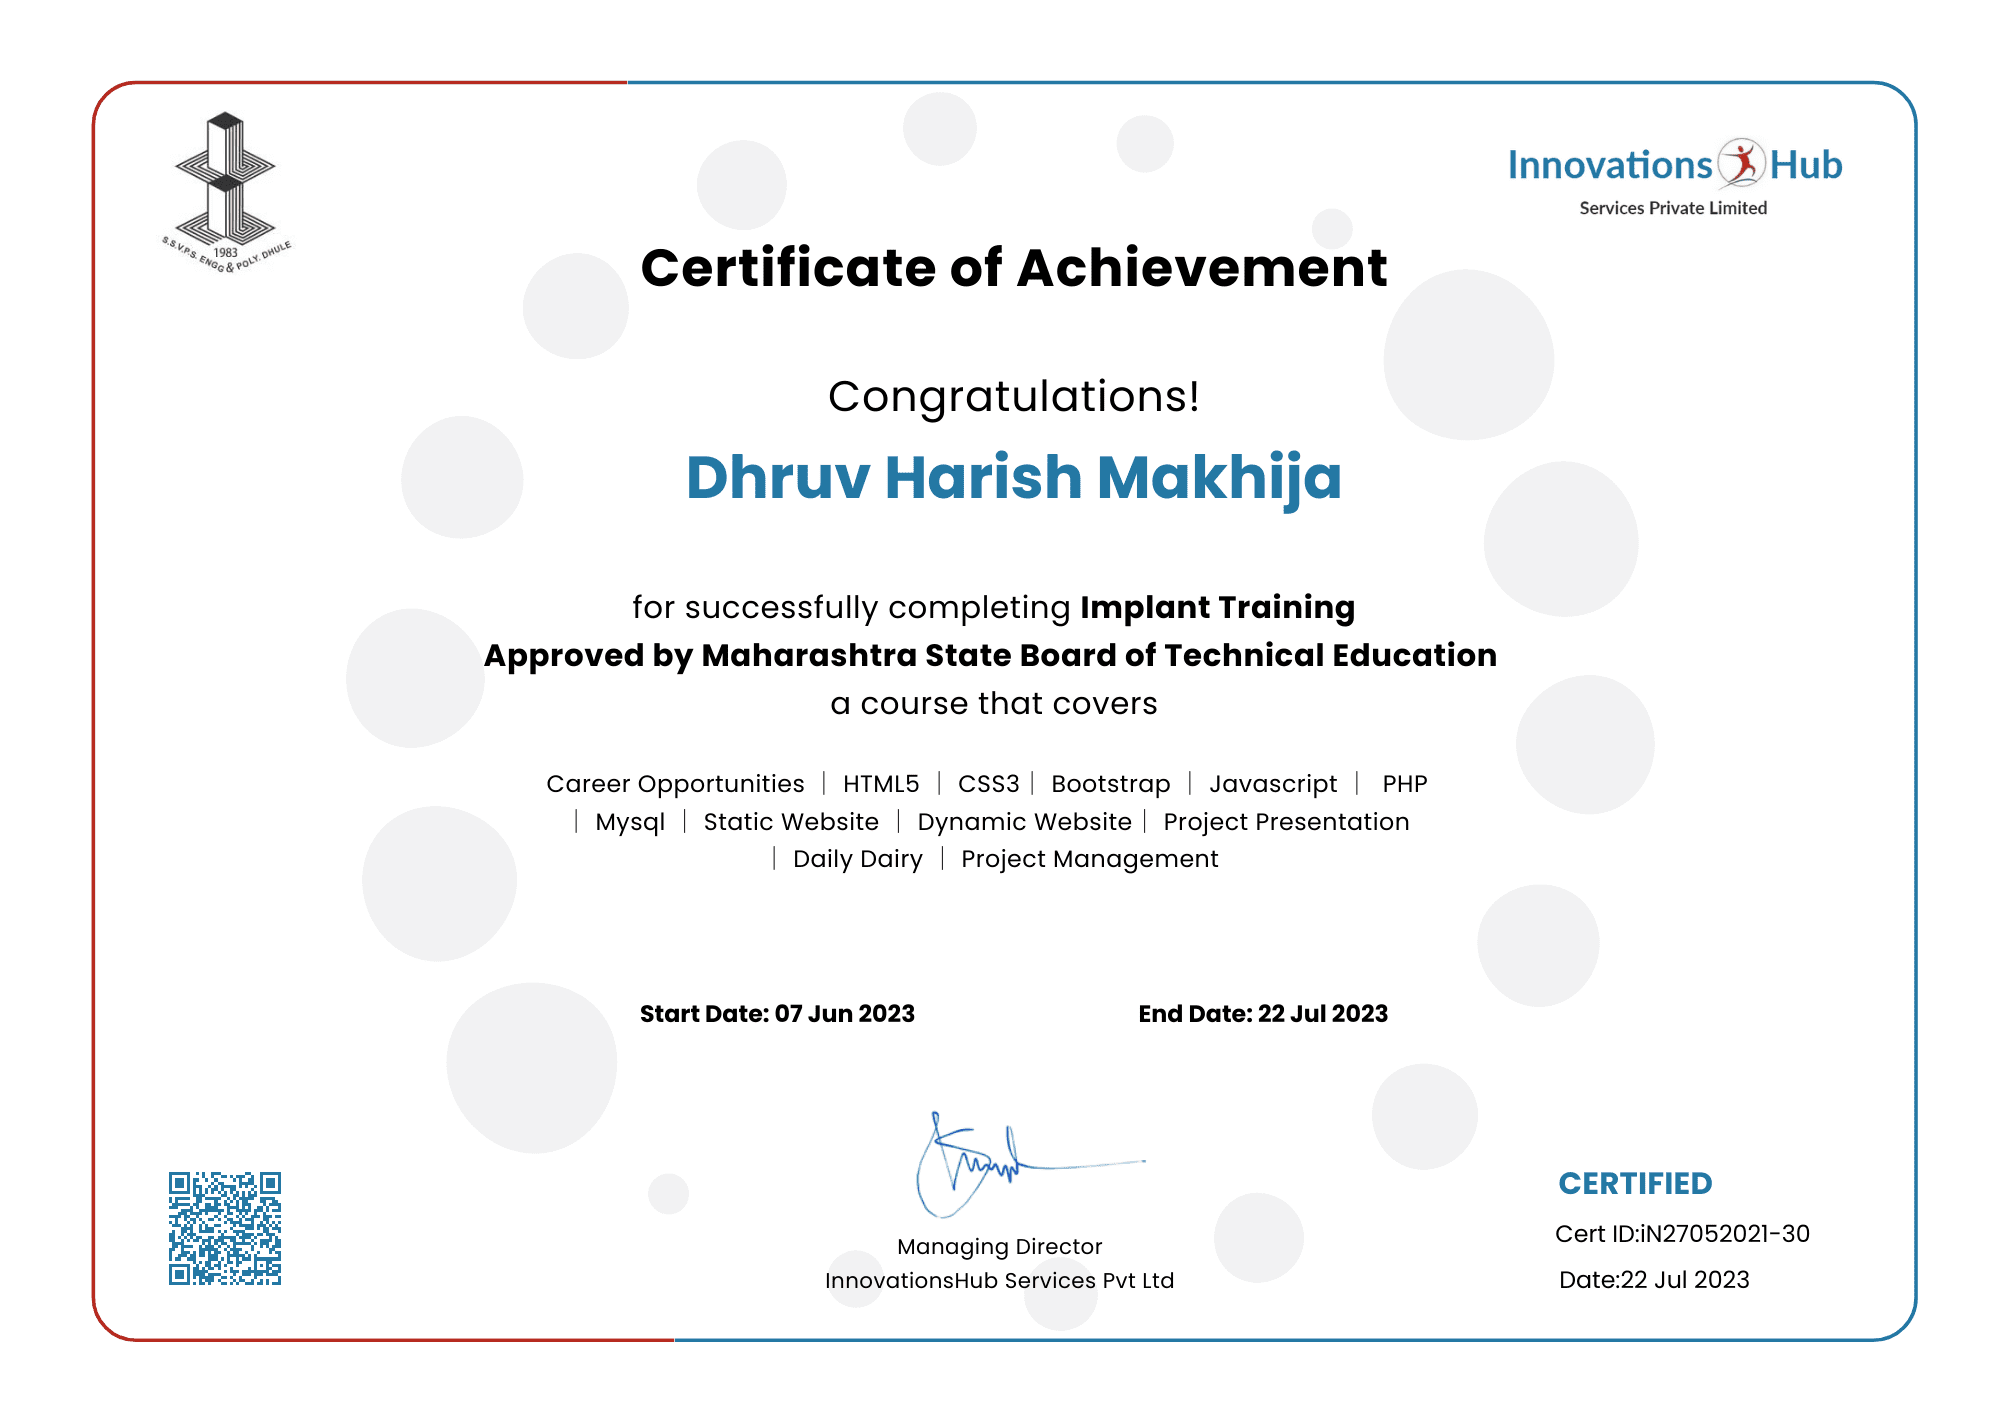 S.S.V.P.S. ENGG & POLY. DHULE
1983
Innovations Hub
Services Private Limited
Certificate of Achievement
Congratulations!
Dhruv Harish Makhija
for successfully completing Implant Training
Approved by Maharashtra State Board of Technical Education
a course that covers
Career Opportunities | HTML5 | CSS3 | Bootstrap | Javascript | PHP
| Mysql | Static Website | Dynamic Website | Project Presentation
| Daily Dairy | Project Management
Start Date: 07 Jun 2023 End Date: 22 Jul 2023
Managing Director
InnovationsHub Services Pvt Ltd
CERTIFIED
Cert ID:iN27052021-30
Date:22 Jul 2023